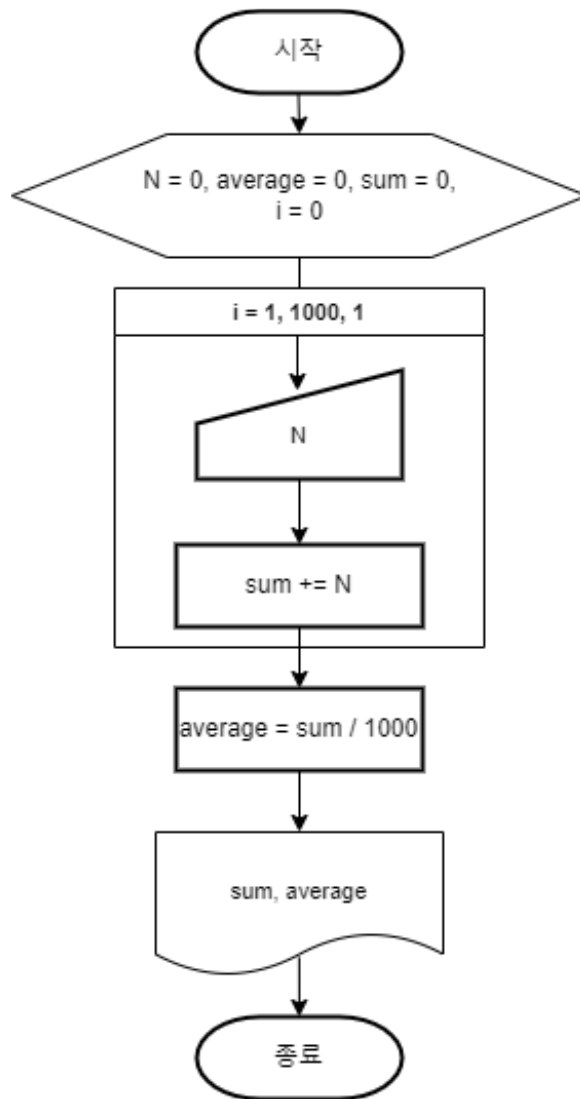 시작
N = 0, average = 0, sum = 0,
i = 0
i = 1, 1000, 1
N
sum += N
average = sum / 1000
sum, average
종료